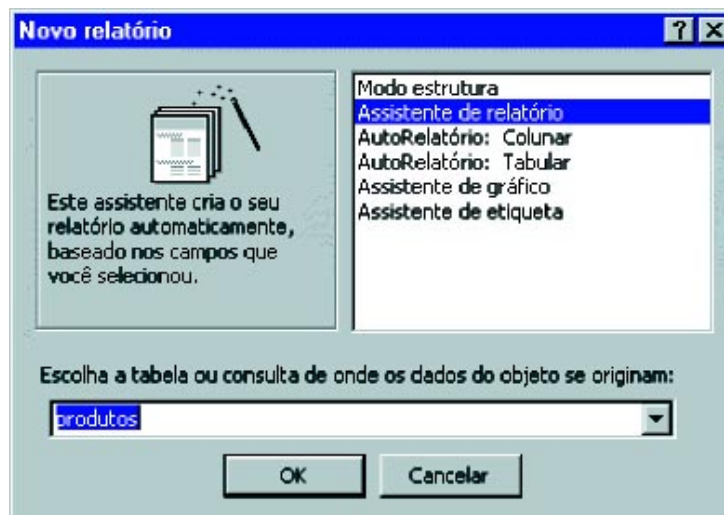 Novo relatório
Este assistente cria o seu
relatório automaticamente,
baseado nos campos que
você selecionou.
Modo estrutura
Assistente de relatório
AutoRelatório: Colunar
AutoRelatório: Tabular
Assistente de gráfico
Assistente de etiqueta
Escolha a tabela ou consulta de onde os dados do objeto se originam:
produtos
OK
Cancelar